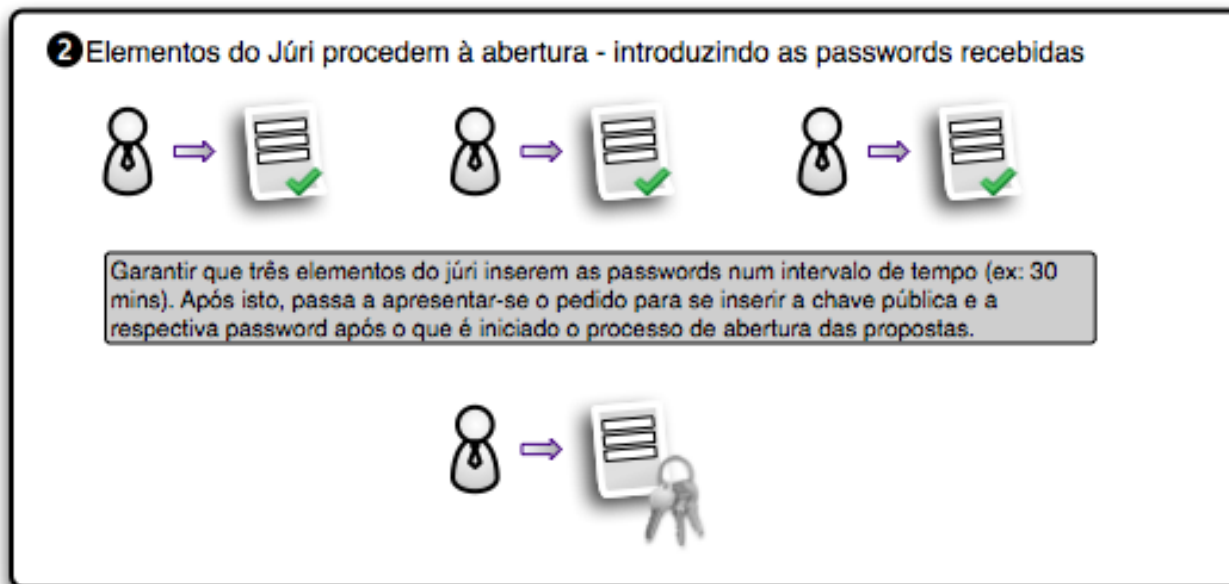 2 Elementos do Júri procedem à abertura - introduzindo as passwords recebidas
Garantir que três elementos do júri inserem as passwords num intervalo de tempo (ex: 30
mins). Após isto, passa a apresentar-se o pedido para se inserir a chave pública e a
respectiva password após o que é iniciado o processo de abertura das propostas.